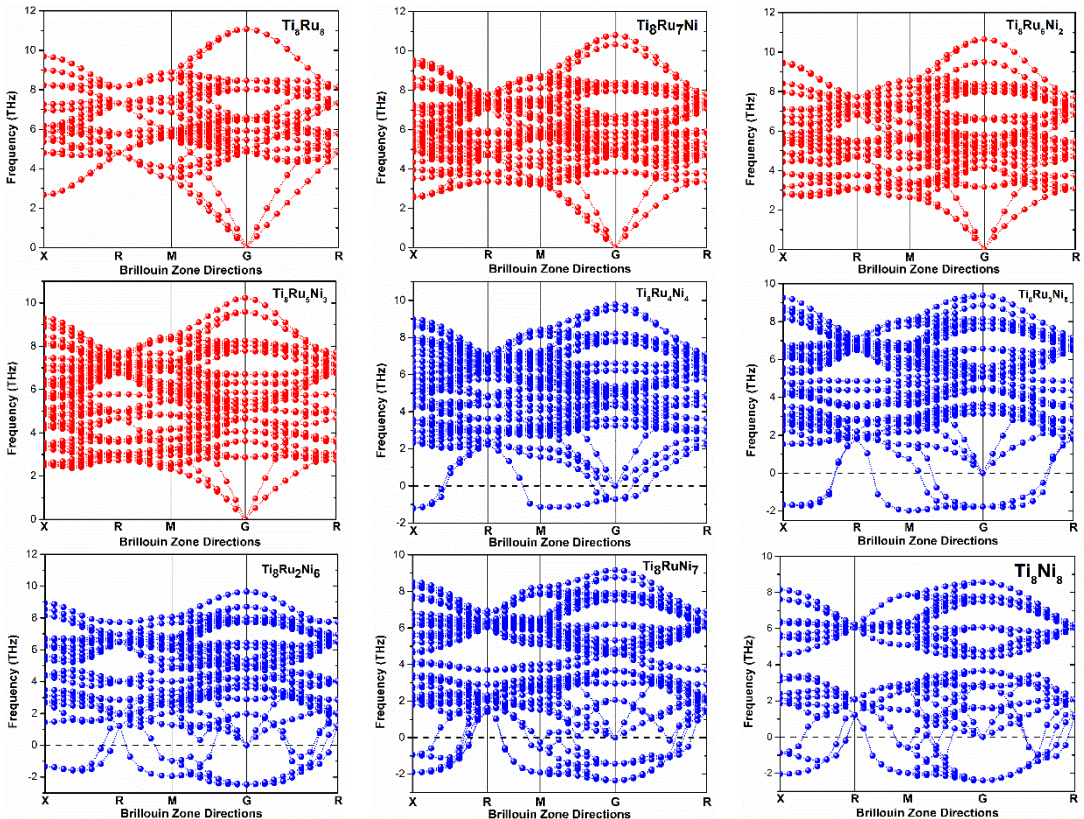 Ti₈Ru₈
Frequency (THz)
12
10
8
6
4
2
0
X R M G R
Brillouin Zone Directions
Ti₈Ru₇Ni
Frequency (THz)
12
10
8
6
4
2
0
X R M G R
Brillouin Zone Directions
Ti₈Ru₆Ni₂
Frequency (THz)
12
10
8
6
4
2
0
X R M G R
Brillouin Zone Directions
Ti₈Ru₅Ni₃
Frequency (THz)
10
8
6
4
2
0
X R M G R
Brillouin Zone Directions
Ti₈Ru₄Ni₄
Frequency (THz)
10
8
6
4
2
0
-2
X R M G R
Brillouin Zone Directions
Ti₈Ru₃Ni₅
Frequency (THz)
10
8
6
4
2
0
-2
X R M G R
Brillouin Zone Directions
Ti₈Ru₂Ni₆
Frequency (THz)
12
10
8
6
4
2
0
-2
X R M G R
Brillouin Zone Directions
Ti₈RuNi₇
Frequency (THz)
10
8
6
4
2
0
-2
X R M G R
Brillouin Zone Directions
Ti₈Ni₈
Frequency (THz)
10
8
6
4
2
0
-2
X R M G R
Brillouin Zone Directions